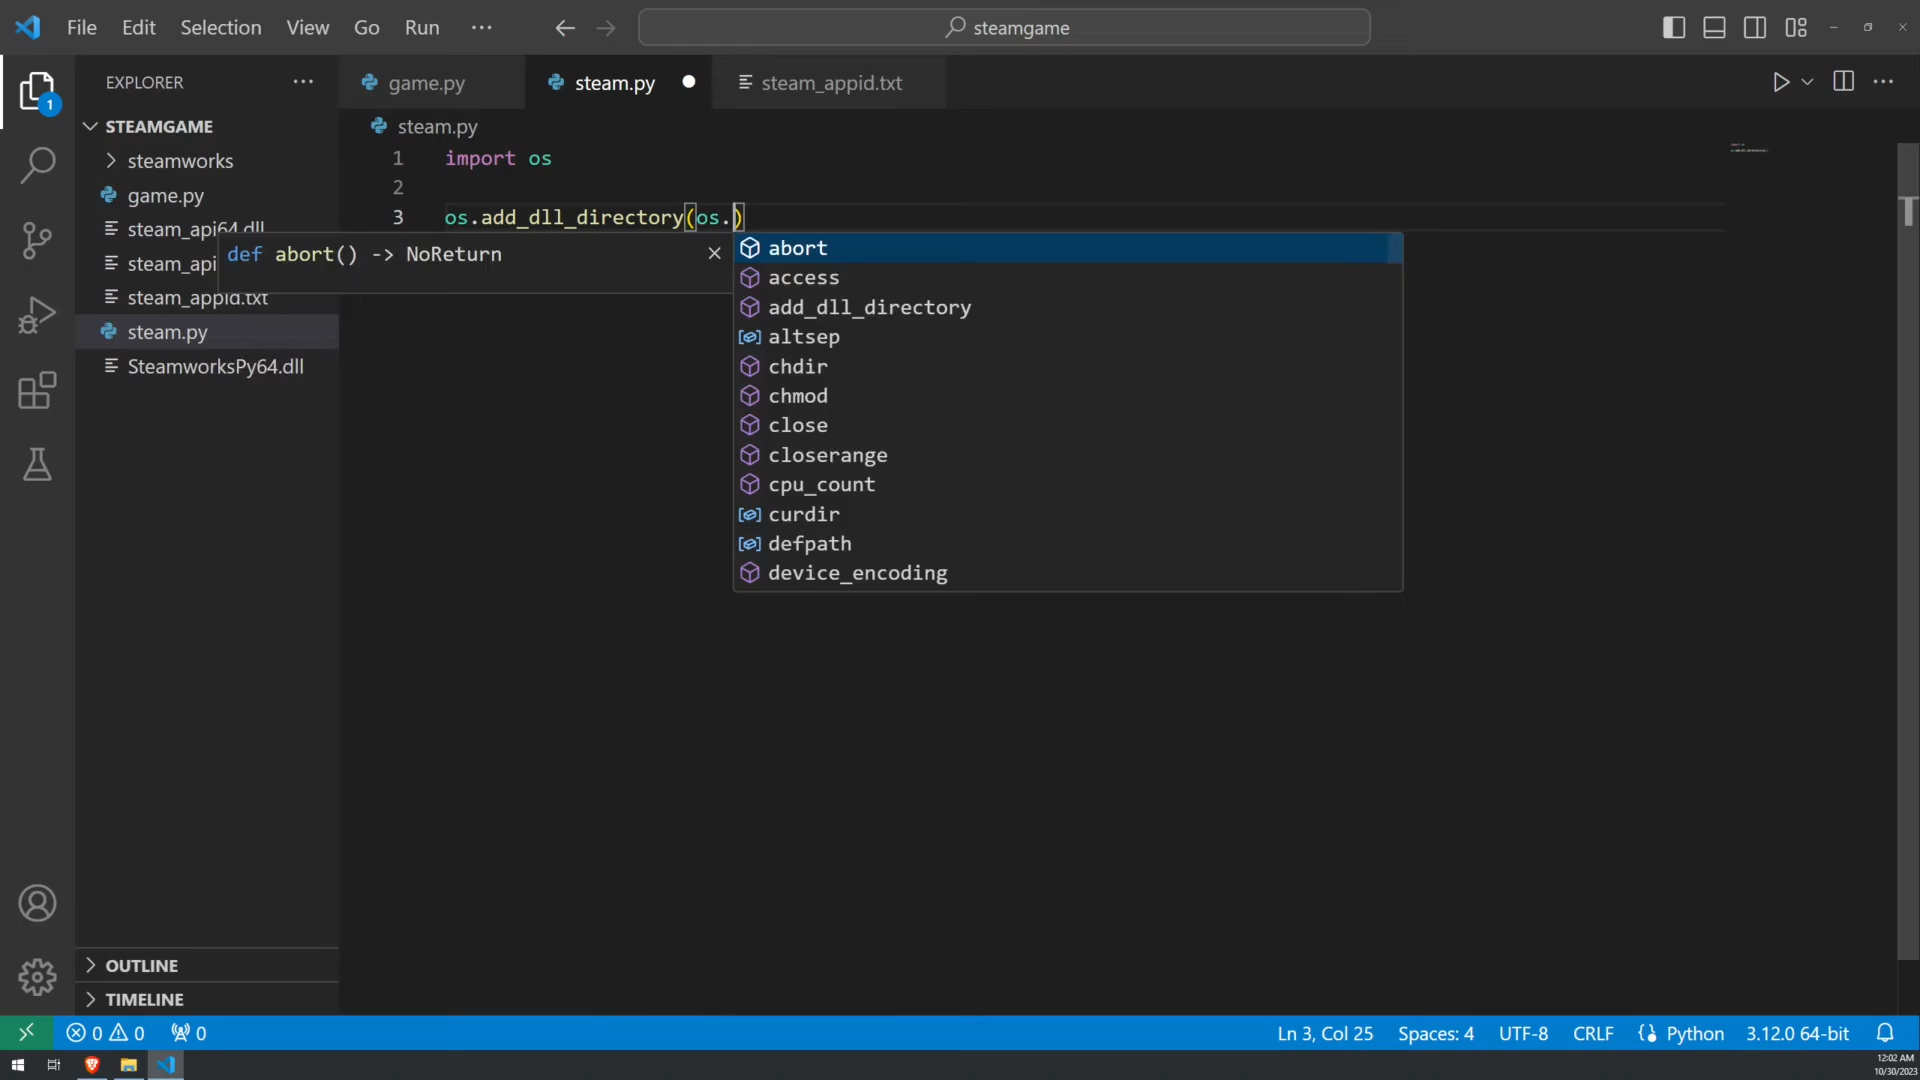 File Edit Selection View Go Run ··· steamgame
EXPLORER ···
game.py steam.py steam_appid.txt
STEAMGAME
steamworks
game.py
steam_api64.dll
steam_api
steam_appid.txt
steam.py
SteamworksPy64.dll
steam.py
1 import os
2
3 os.add_dll_directory(os.)
def abort() -> NoReturn
abort
access
add_dll_directory
altsep
chdir
chmod
close
closerange
cpu_count
curdir
defpath
device_encoding
1
OUTLINE
TIMELINE
0 0 0 Ln 3, Col 25 Spaces: 4 UTF-8 CRLF Python 3.12.0 64-bit
12:02 AM
10/30/2023